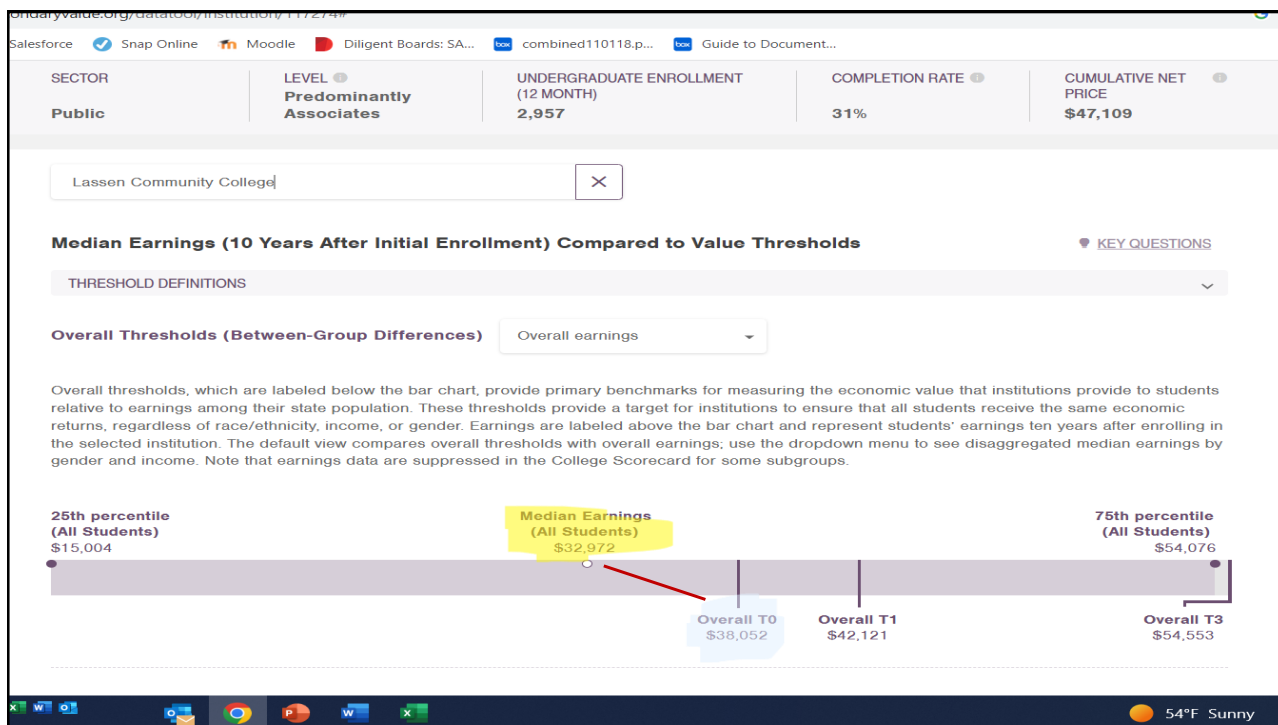 ondaryvalue.org/datatool/institution/117274#
Salesforce Snap Online Moodle Diligent Boards: SA... box combined110118.p... box Guide to Document...
SECTOR LEVEL UNDERGRADUATE ENROLLMENT (12 MONTH) COMPLETION RATE CUMULATIVE NET PRICE
Public Predominantly Associates 2,957 31% $47,109
Lassen Community College
Median Earnings (10 Years After Initial Enrollment) Compared to Value Thresholds KEY QUESTIONS
THRESHOLD DEFINITIONS
Overall Thresholds (Between-Group Differences) Overall earnings
Overall thresholds, which are labeled below the bar chart, provide primary benchmarks for measuring the economic value that institutions provide to students
relative to earnings among their state population. These thresholds provide a target for institutions to ensure that all students receive the same economic
returns, regardless of race/ethnicity, income, or gender. Earnings are labeled above the bar chart and represent students' earnings ten years after enrolling in
the selected institution. The default view compares overall thresholds with overall earnings; use the dropdown menu to see disaggregated median earnings by
gender and income. Note that earnings data are suppressed in the College Scorecard for some subgroups.
25th percentile Median Earnings 75th percentile
(All Students) (All Students) (All Students)
$15,004 $32,972 $54,076
Overall T0 Overall T1 Overall T3
$38,052 $42,121 $54,553
54°F Sunny